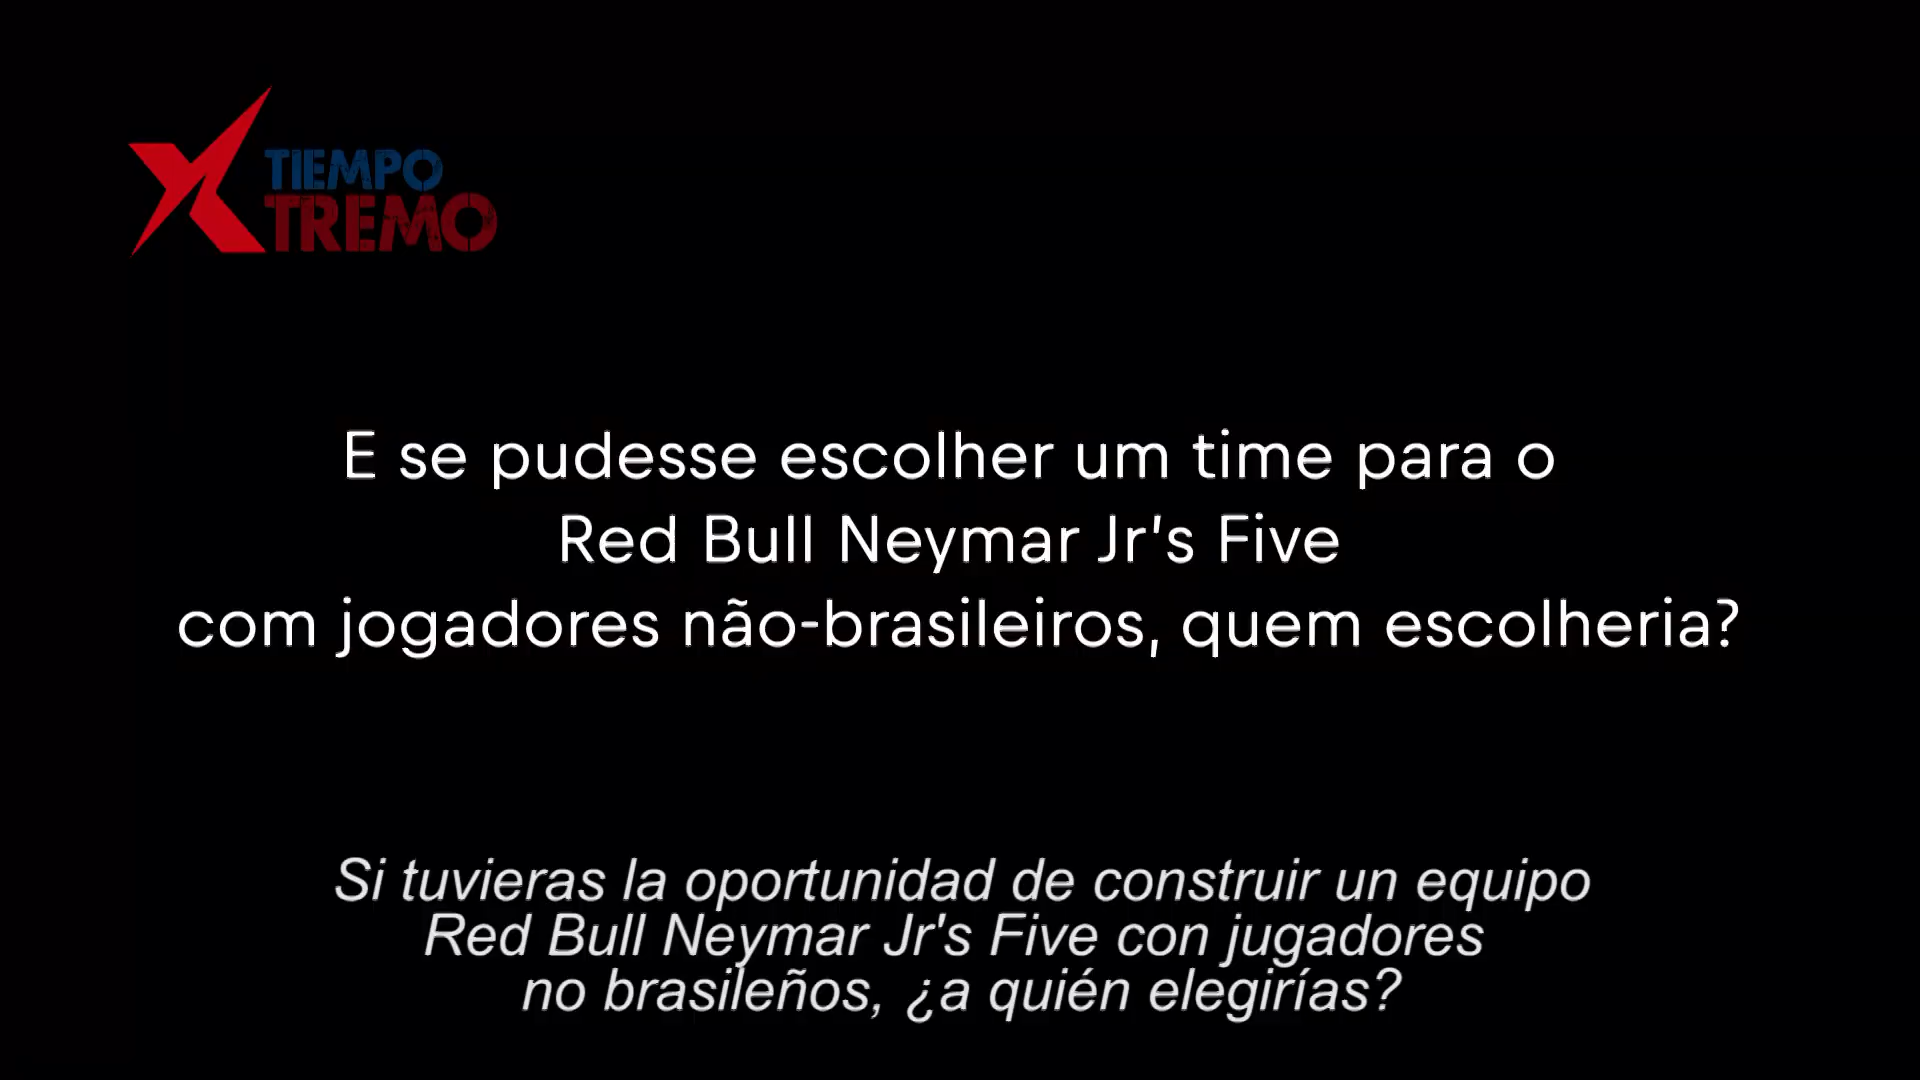 TIEMPO
XTREMO
E se pudesse escolher um time para o
Red Bull Neymar Jr's Five
com jogadores não-brasileiros, quem escolheria?
Si tuvieras la oportunidad de construir un equipo
Red Bull Neymar Jr's Five con jugadores
no brasileños, ¿a quién elegirías?